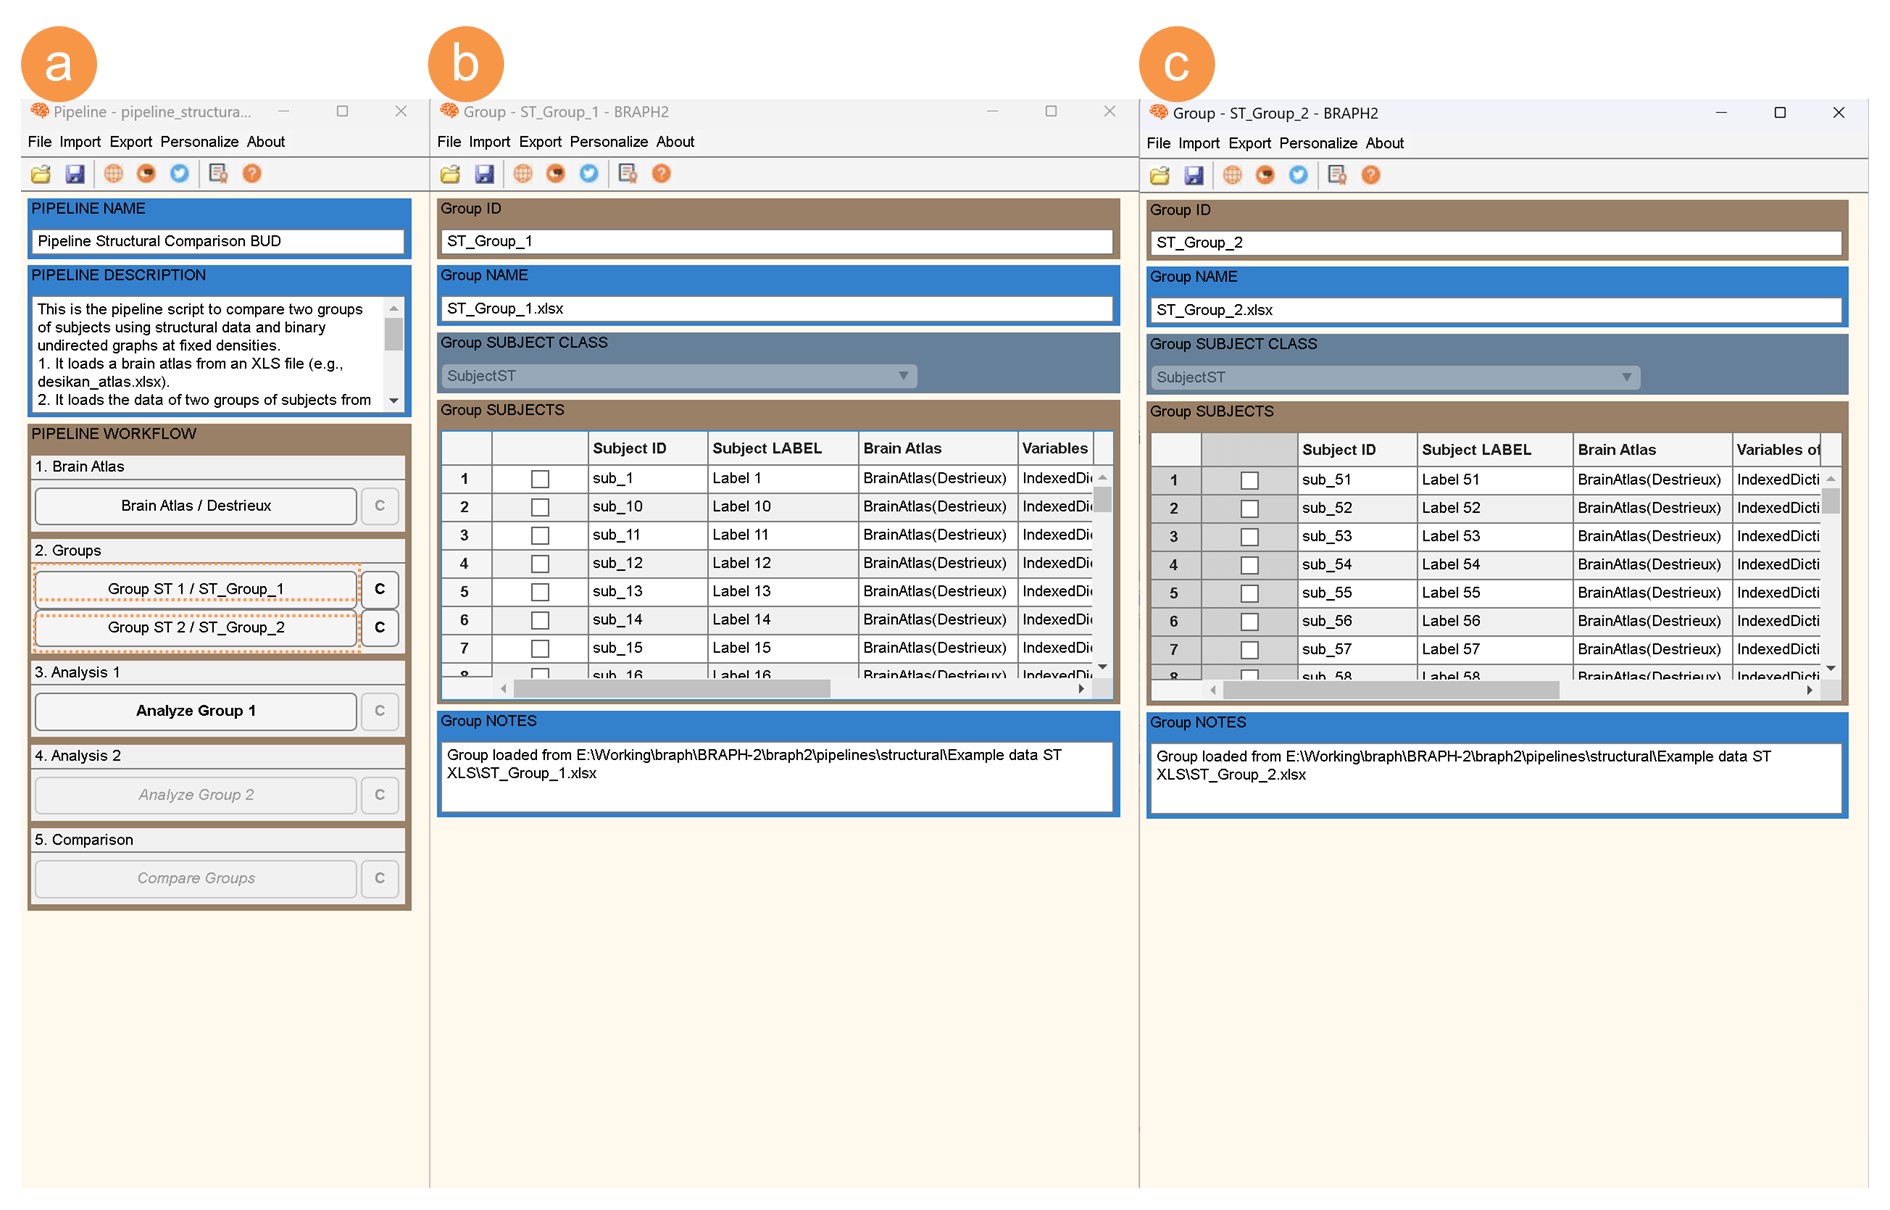 a
Pipeline - pipeline_structura...
File Import Export Personalize About
PIPELINE NAME
Pipeline Structural Comparison BUD
PIPELINE DESCRIPTION
This is the pipeline script to compare two groups
of subjects using structural data and binary
undirected graphs at fixed densities.
1. It loads a brain atlas from an XLS file (e.g.,
desikan_atlas.xlsx).
2. It loads the data of two groups of subjects from
PIPELINE WORKFLOW
1. Brain Atlas
Brain Atlas / Destrieux C
2. Groups
Group ST 1 / ST_Group_1 C
Group ST 2 / ST_Group_2 C
3. Analysis 1
Analyze Group 1 C
4. Analysis 2
Analyze Group 2 C
5. Comparison
Compare Groups C
b
Group - ST_Group_1 - BRAPH2
File Import Export Personalize About
Group ID
ST_Group_1
Group NAME
ST_Group_1.xlsx
Group SUBJECT CLASS
SubjectST
Group SUBJECTS
Subject ID Subject LABEL Brain Atlas Variables
1 sub_1 Label 1 BrainAtlas(Destrieux) IndexedDi
2 sub_10 Label 10 BrainAtlas(Destrieux) IndexedDi
3 sub_11 Label 11 BrainAtlas(Destrieux) IndexedDi
4 sub_12 Label 12 BrainAtlas(Destrieux) IndexedDi
5 sub_13 Label 13 BrainAtlas(Destrieux) IndexedDi
6 sub_14 Label 14 BrainAtlas(Destrieux) IndexedDi
7 sub_15 Label 15 BrainAtlas(Destrieux) IndexedDi
8 sub_16 Label 16 BrainAtlas(Destrieux) IndexedDi
Group NOTES
Group loaded from E:\Working\braph\BRAPH-2\braph2\pipelines\structural\Example data ST
XLS\ST_Group_1.xlsx
c
Group - ST_Group_2 - BRAPH2
File Import Export Personalize About
Group ID
ST_Group_2
Group NAME
ST_Group_2.xlsx
Group SUBJECT CLASS
SubjectST
Group SUBJECTS
Subject ID Subject LABEL Brain Atlas Variables of
1 sub_51 Label 51 BrainAtlas(Destrieux) IndexedDicti
2 sub_52 Label 52 BrainAtlas(Destrieux) IndexedDicti
3 sub_53 Label 53 BrainAtlas(Destrieux) IndexedDicti
4 sub_54 Label 54 BrainAtlas(Destrieux) IndexedDicti
5 sub_55 Label 55 BrainAtlas(Destrieux) IndexedDicti
6 sub_56 Label 56 BrainAtlas(Destrieux) IndexedDicti
7 sub_57 Label 57 BrainAtlas(Destrieux) IndexedDicti
8 sub_58 Label 58 BrainAtlas(Destrieux) IndexedDicti
Group NOTES
Group loaded from E:\Working\braph\BRAPH-2\braph2\pipelines\structural\Example data ST
XLS\ST_Group_2.xlsx